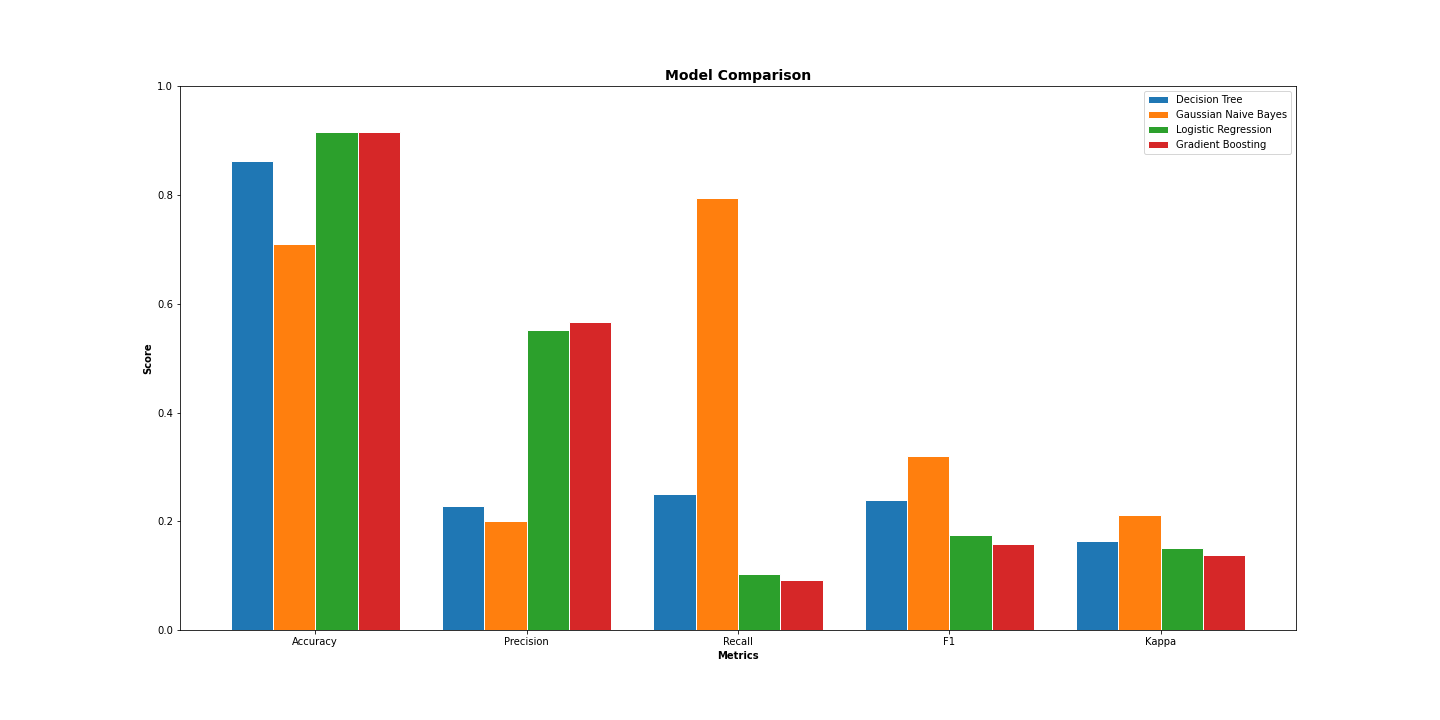 Model Comparison
1.0
0.8
0.6
0.4
0.2
0.0
Score
Decision Tree
Gaussian Naive Bayes
Logistic Regression
Gradient Boosting
Accuracy
Precision
Recall
F1
Kappa
Metrics